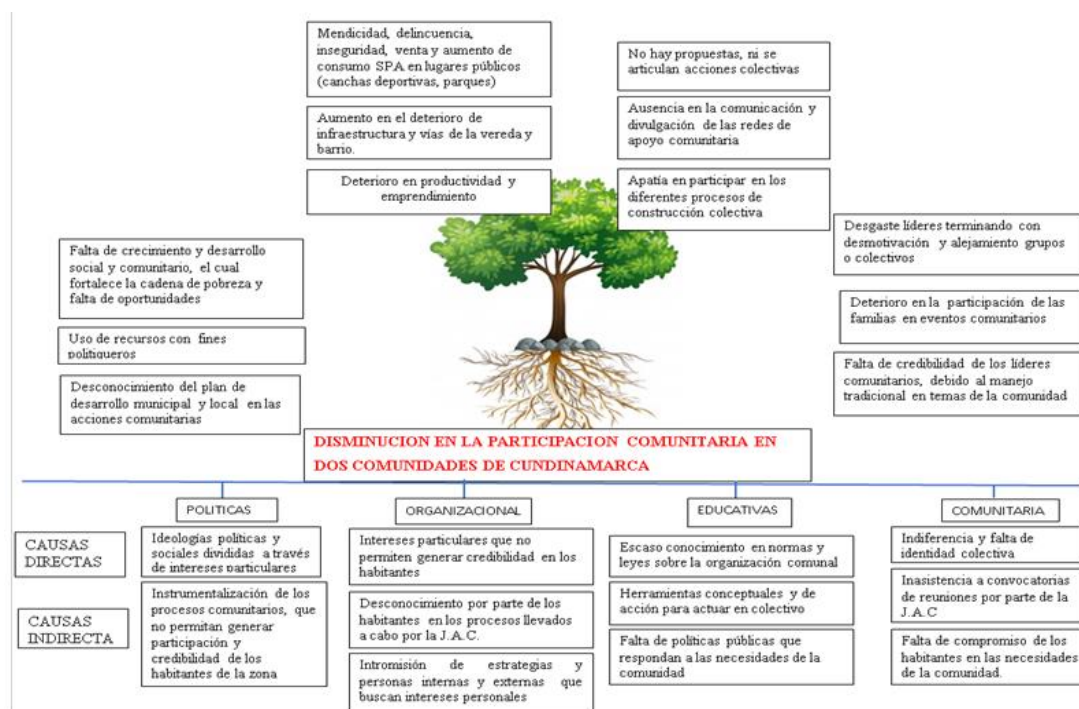 Mendicidad, delincuencia,
inseguridad, venta y aumento de
consumo SPA en lugares públicos
(canchas deportivas, parques)
No hay propuestas, ni se
articulan acciones colectivas
Aumento en el deterioro de
infraestructura y vías de la vereda y
barrio.
Ausencia en la comunicación y
divulgación de las redes de
apoyo comunitaria
Deterioro en productividad y
emprendimiento
Apatía en participar en los
diferentes procesos de
construcción colectiva
Desgaste líderes terminando con
desmotivación y alejamiento grupos
o colectivos
Falta de crecimiento y desarrollo
social y comunitario, el cual
fortalece la cadena de pobreza y
falta de oportunidades
Deterioro en la participación de las
familias en eventos comunitarios
Uso de recursos con fines
politiqueros
Falta de credibilidad de los líderes
comunitarios, debido al manejo
tradicional en temas de la comunidad
Desconocimiento del plan de
desarrollo municipal y local en las
acciones comunitarias
DISMINUCION EN LA PARTICIPACION COMUNITARIA EN
DOS COMUNIDADES DE CUNDINAMARCA
POLITICAS
ORGANIZACIONAL
EDUCATIVAS
COMUNITARIA
CAUSAS
DIRECTAS
Ideologías políticas y
sociales divididas a través
de intereses particulares
Intereses particulares que no
permiten generar credibilidad en los
habitantes
Escaso conocimiento en normas y
leyes sobre la organización comunal
Indiferencia y falta de
identidad colectiva
CAUSAS
INDIRECTA
Instrumentalización de los
procesos comunitarios, que
no permitan generar
participación y
credibilidad de los
habitantes de la zona
Desconocimiento por parte de los
habitantes en los procesos llevados
a cabo por la J.A.C.
Herramientas conceptuales y de
acción para actuar en colectivo
Inasistencia a convocatorias
de reuniones por parte de la
J.A.C
Intromisión de estrategias y
personas internas y externas que
buscan intereses personales
Falta de políticas públicas que
respondan a las necesidades de la
comunidad
Falta de compromiso de los
habitantes en las necesidades
de la comunidad.